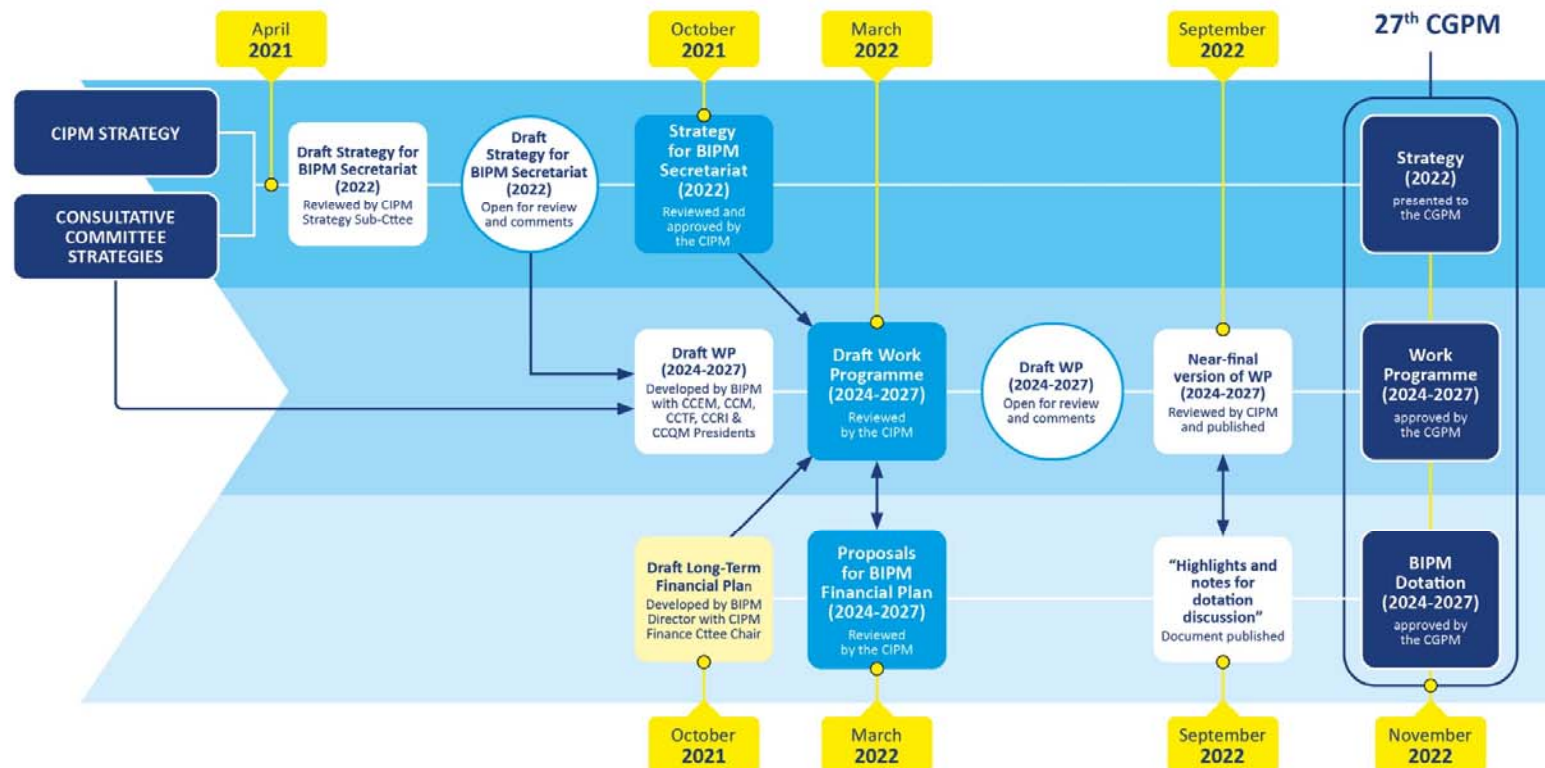 April
2021
October
2021
March
2022
September
2022
27th CGPM
CIPM STRATEGY
CONSULTATIVE
COMMITTEE
STRATEGIES
Draft Strategy for
BIPM Secretariat
(2022)
Reviewed by CIPM
Strategy Sub-Cttee
Draft
Strategy for
BIPM Secretariat
(2022)
Open for review
and comments
Strategy
for BIPM
Secretariat
(2022)
Reviewed and
approved by
the CIPM
Strategy
(2022)
presented to
the CGPM
Draft WP
(2024-2027)
Developed by BIPM
with CCEM, CCM,
CCTF, CCRI &
CCQM Presidents
Draft Work
Programme
(2024-2027)
Reviewed
by the CIPM
Draft WP
(2024-2027)
Open for review
and comments
Near-final
version of WP
(2024-2027)
Reviewed by CIPM
and published
Work
Programme
(2024-2027)
approved by
the CGPM
Draft Long-Term
Financial Plan
Developed by BIPM
Director with CIPM
Finance Cttee Chair
Proposals
for BIPM
Financial Plan
(2024-2027)
Reviewed
by the CIPM
“Highlights and
notes for
dotation
discussion”
Document published
BIPM
Dotation
(2024-2027)
approved by
the CGPM
October
2021
March
2022
September
2022
November
2022